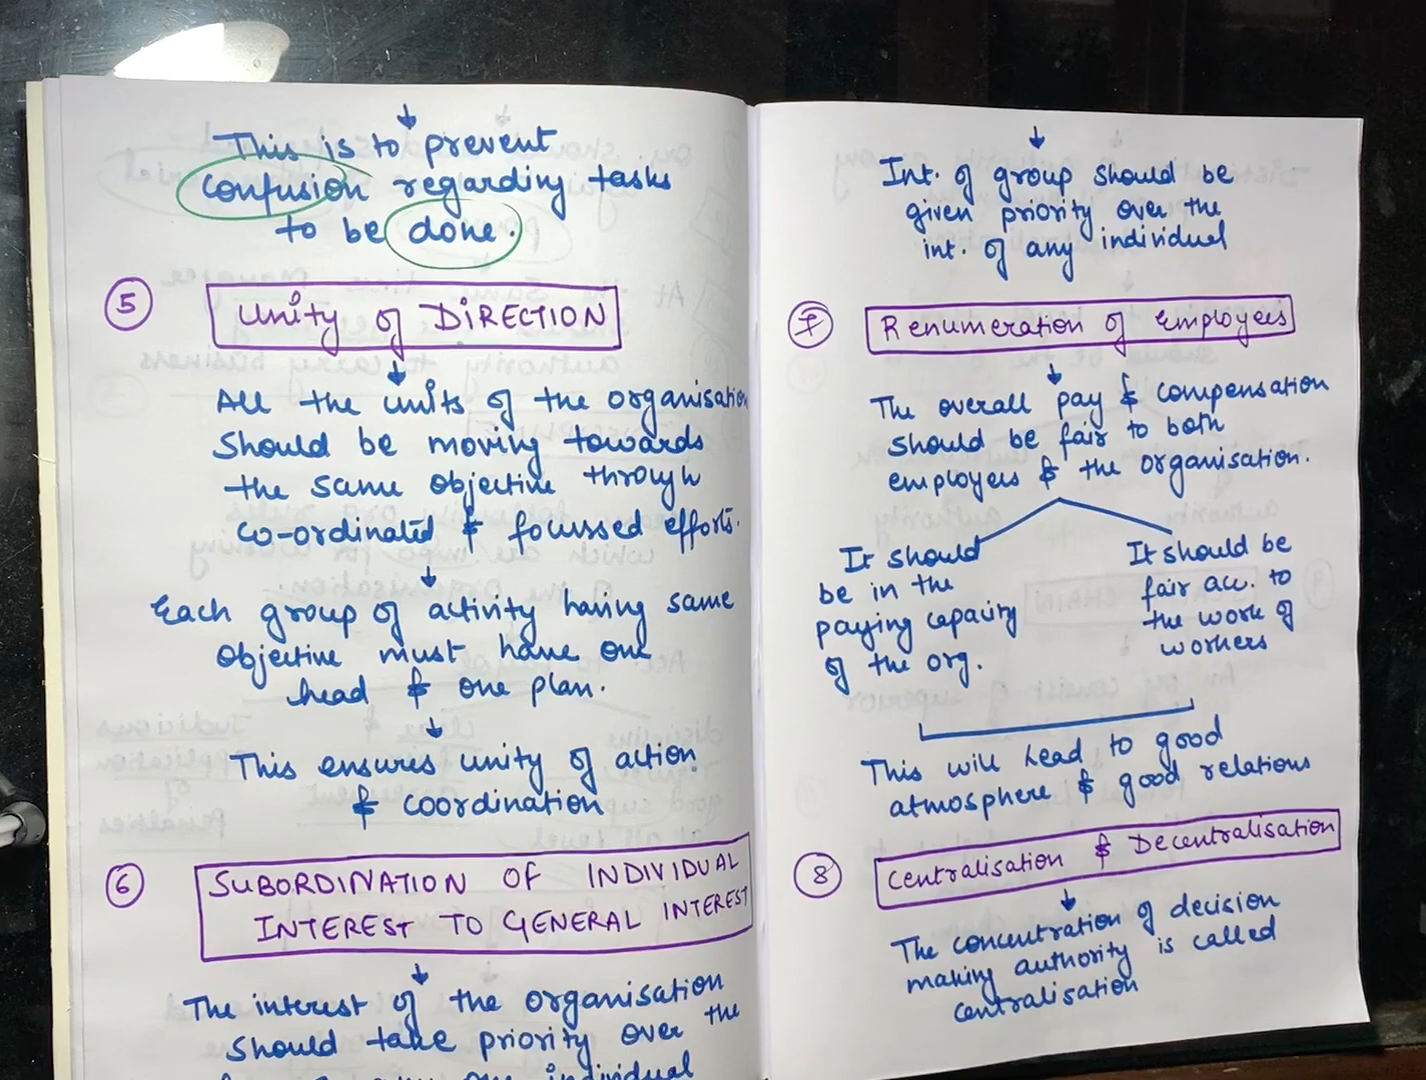 This is to prevent
confusion regarding tasks
to be done.
5 Unity of DIRECTION
All the units of the organisation
should be moving towards
the same objective through
co-ordinated & focussed efforts.
Each group of activity having same
objective must have one
head & one plan.
This ensures unity of action
& coordination
6 SUBORDINATION OF INDIVIDUAL
INTEREST TO GENERAL INTEREST
The interest of the organisation
should take priority over the
individual
Int. of group should be
given priority over the
int. of any individual
7 Renumeration of employees
The overall pay & compensation
should be fair to both
employees & the organisation.
It should
be in the
paying capacity
of the org.
It should be
fair acc. to
the work of
workers
This will lead to good
atmosphere & good relations
8 Centralisation & Decentralisation
The concentration of decision
making authority is called
centralisation